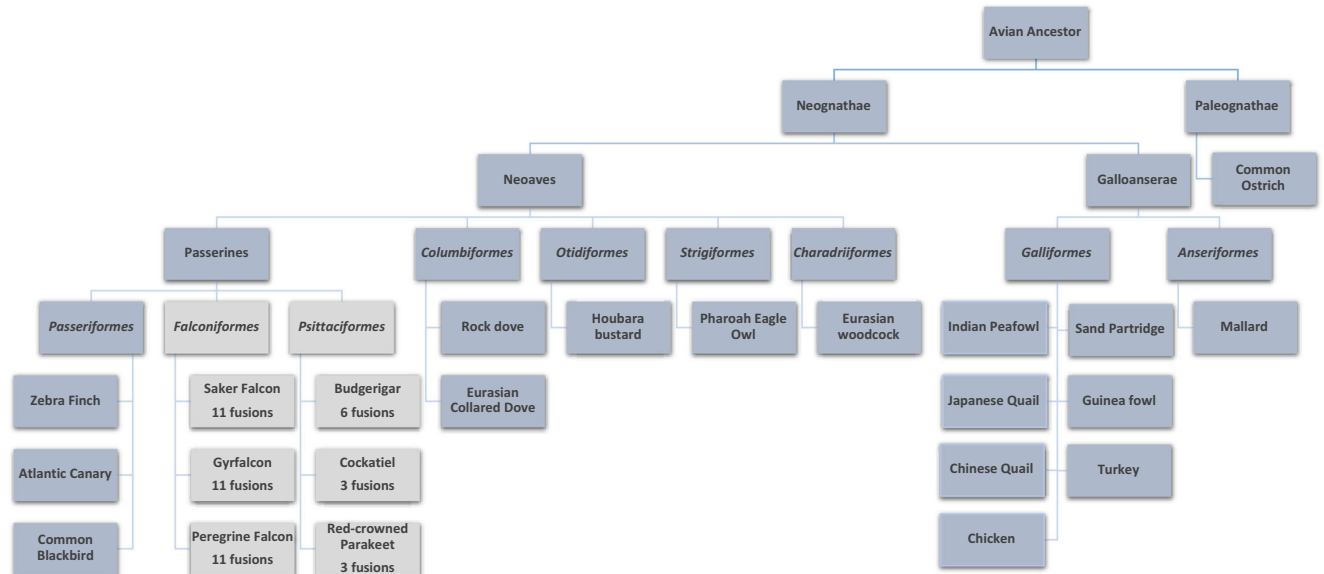 Avian Ancestor
Neognathae
Paleognathae
Neoaves
Galloanserae
Common
Ostrich
Passerines
Columbiformes
Otidiformes
Strigiformes
Charadriiformes
Galliformes
Anseriformes
Passeriformes
Falconiformes
Psittaciformes
Rock dove
Houbara
bustard
Pharoah Eagle
Owl
Eurasian
woodcock
Indian Peafowl
Sand Partridge
Mallard
Zebra Finch
Saker Falcon
11 fusions
Budgerigar
6 fusions
Eurasian
Collared Dove
Japanese Quail
Guinea fowl
Atlantic Canary
Gyrfalcon
11 fusions
Cockatiel
3 fusions
Chinese Quail
Turkey
Common
Blackbird
Peregrine Falcon
11 fusions
Red-crowned
Parakeet
3 fusions
Chicken